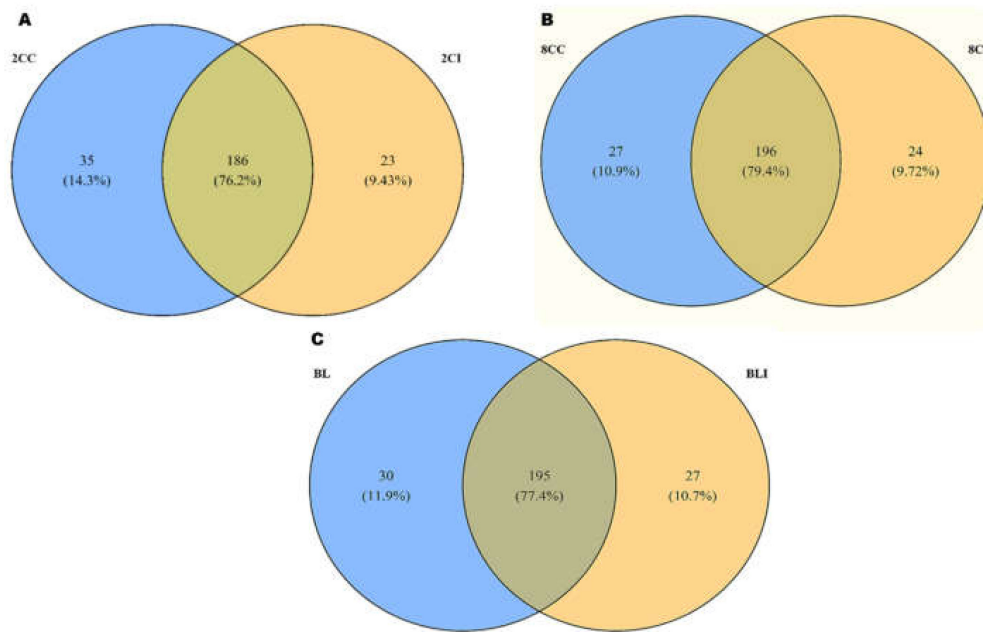 A
2CC
2CI
35
(14.3%)
186
(76.2%)
23
(9.43%)
B
8CC
8C
27
(10.9%)
196
(79.4%)
24
(9.72%)
C
BL
BLI
30
(11.9%)
195
(77.4%)
27
(10.7%)